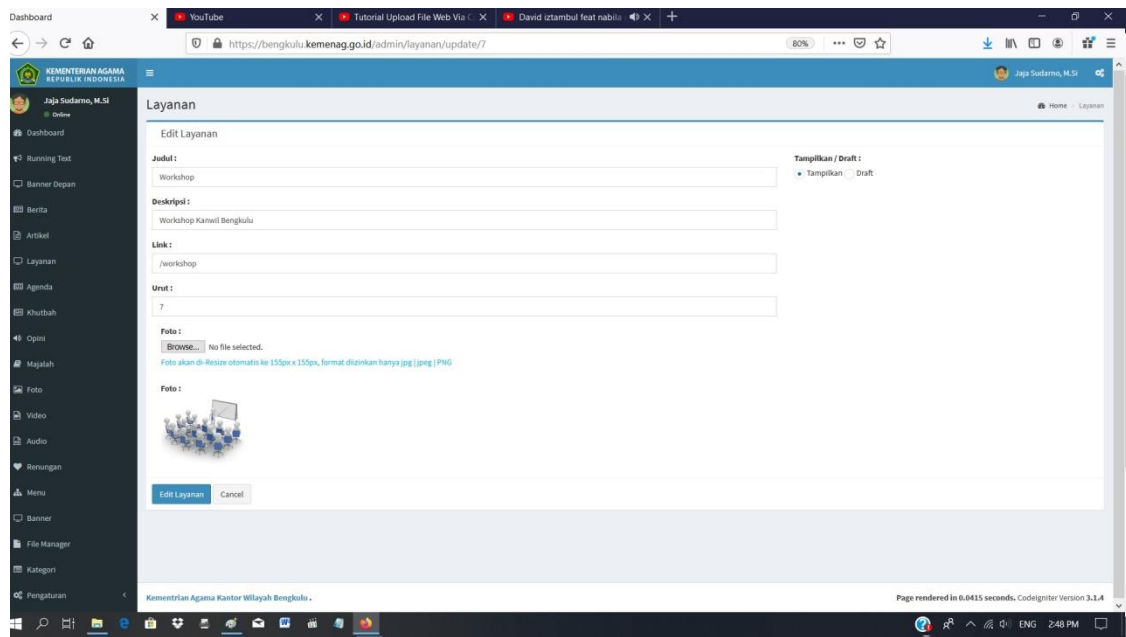 Dashboard
YouTube
Tutorial Upload File Web Via C
David iztambul feat nabila
https://bengkulu.kemenag.go.id/admin/layanan/update/7
80%
KEMENTERIAN AGAMA
REPUBLIK INDONESIA
Jaja Sudarno, M.Si
Jaja Sudarno, M.Si
Online
Layanan
Home > Layanan
Dashboard
Running Text
Banner Depan
Berita
Artikel
Layanan
Agenda
Khutbah
Opini
Majalah
Foto
Video
Audio
Renungan
Menu
Banner
File Manager
Kategori
Pengaturan
Edit Layanan
Judul :
Workshop
Tampilkan / Draft :
Tampilkan Draft
Deskripsi :
Workshop Kanwil Bengkulu
Link :
/workshop
Urut :
7
Foto :
Browse... No file selected.
Foto akan di-Resize otomatis ke 155px x 155px, format diizinkan hanya jpg | jpeg | PNG
Foto :
Edit Layanan Cancel
Kementrian Agama Kantor Wilayah Bengkulu .
Page rendered in 0.0415 seconds. CodeIgniter Version 3.1.4
ENG 2:48 PM